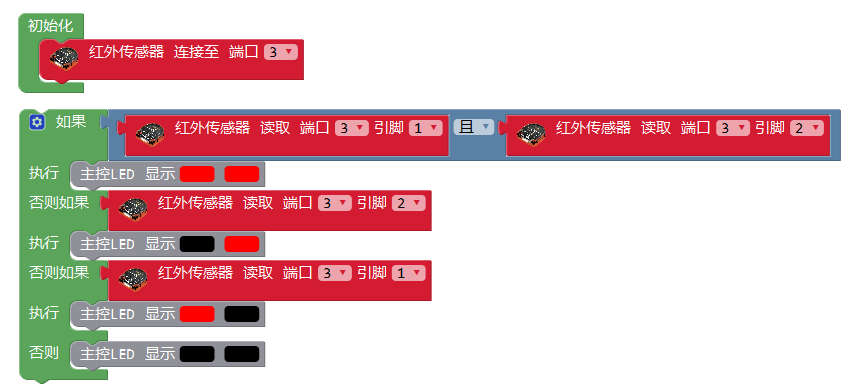 初始化
红外传感器 连接至 端口 3
如果 红外传感器 读取 端口 3 引脚 1 且 红外传感器 读取 端口 3 引脚 2
执行 主控LED 显示
否则如果 红外传感器 读取 端口 3 引脚 2
执行 主控LED 显示
否则如果 红外传感器 读取 端口 3 引脚 1
执行 主控LED 显示
否则 主控LED 显示